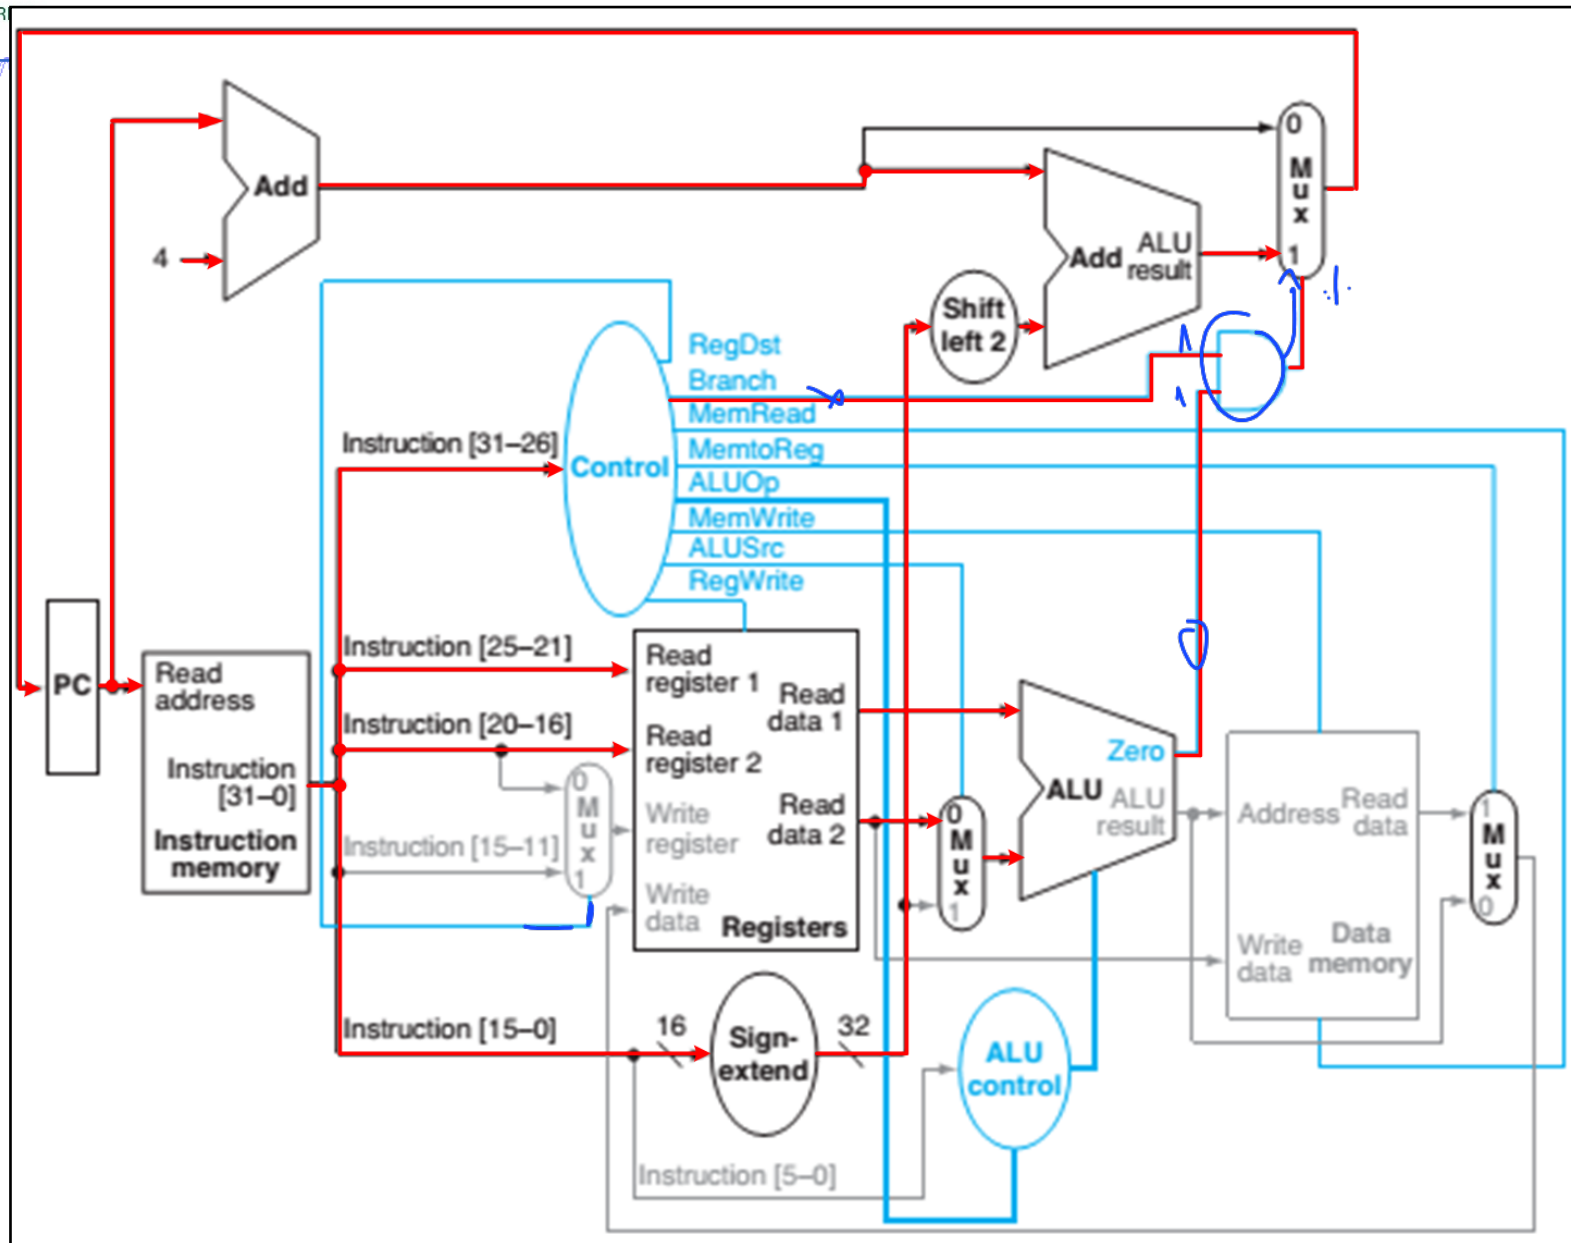 0
M
u
x
1
Add
4
Add
ALU
result
Shift
left 2
RegDst
Branch
MemRead
MemtoReg
ALUOp
MemWrite
ALUSrc
RegWrite
Control
Instruction [31–26]
Instruction [25–21]
Instruction [20–16]
Instruction [15–11]
Instruction [15–0]
Instruction [5–0]
PC
Read
address
Instruction
[31–0]
Instruction
memory
0
M
u
x
1
Read
register 1
Read
register 2
Write
register
Write
data
Read
data 1
Read
data 2
Registers
0
M
u
x
1
Zero
ALU
ALU
result
Address
Read
data
Write
data
Data
memory
1
M
u
x
0
16
Sign-
extend
32
ALU
control